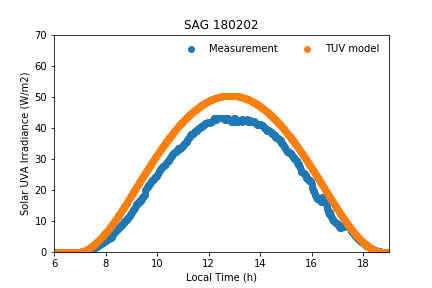 SAG 180202
Measurement TUV model
Solar UVA Irradiance (W/m2)
70
60
50
40
30
20
10
0
6 8 10 12 14 16 18
Local Time (h)